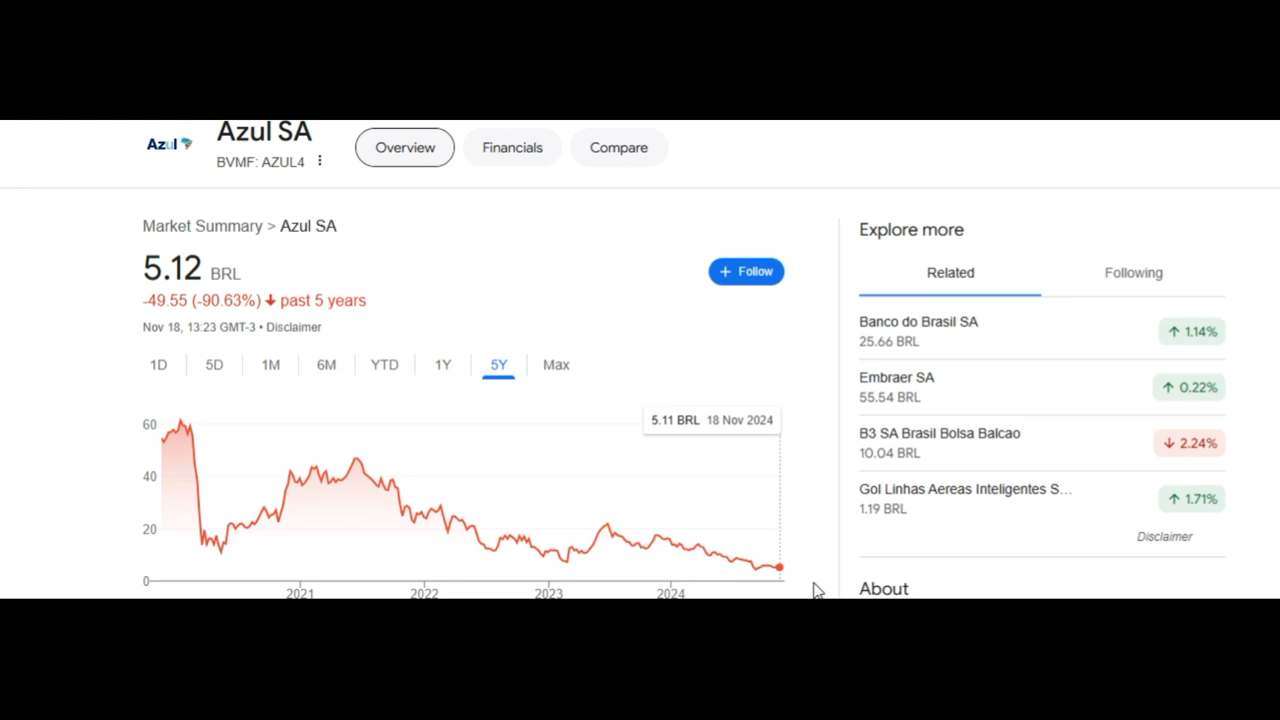 Azul
Azul SA
BVMF: AZUL4
Overview
Financials
Compare
Market Summary > Azul SA
5.12 BRL
Follow
-49.55 (-90.63%) past 5 years
Nov 18, 13:23 GMT-3 • Disclaimer
1D 5D 1M 6M YTD 1Y 5Y Max
5.11 BRL 18 Nov 2024
60
40
20
0
2021 2022 2023 2024
Explore more
Related Following
Banco do Brasil SA
25.66 BRL
1.14%
Embraer SA
55.54 BRL
0.22%
B3 SA Brasil Bolsa Balcao
10.04 BRL
2.24%
Gol Linhas Aereas Inteligentes S...
1.19 BRL
1.71%
Disclaimer
About